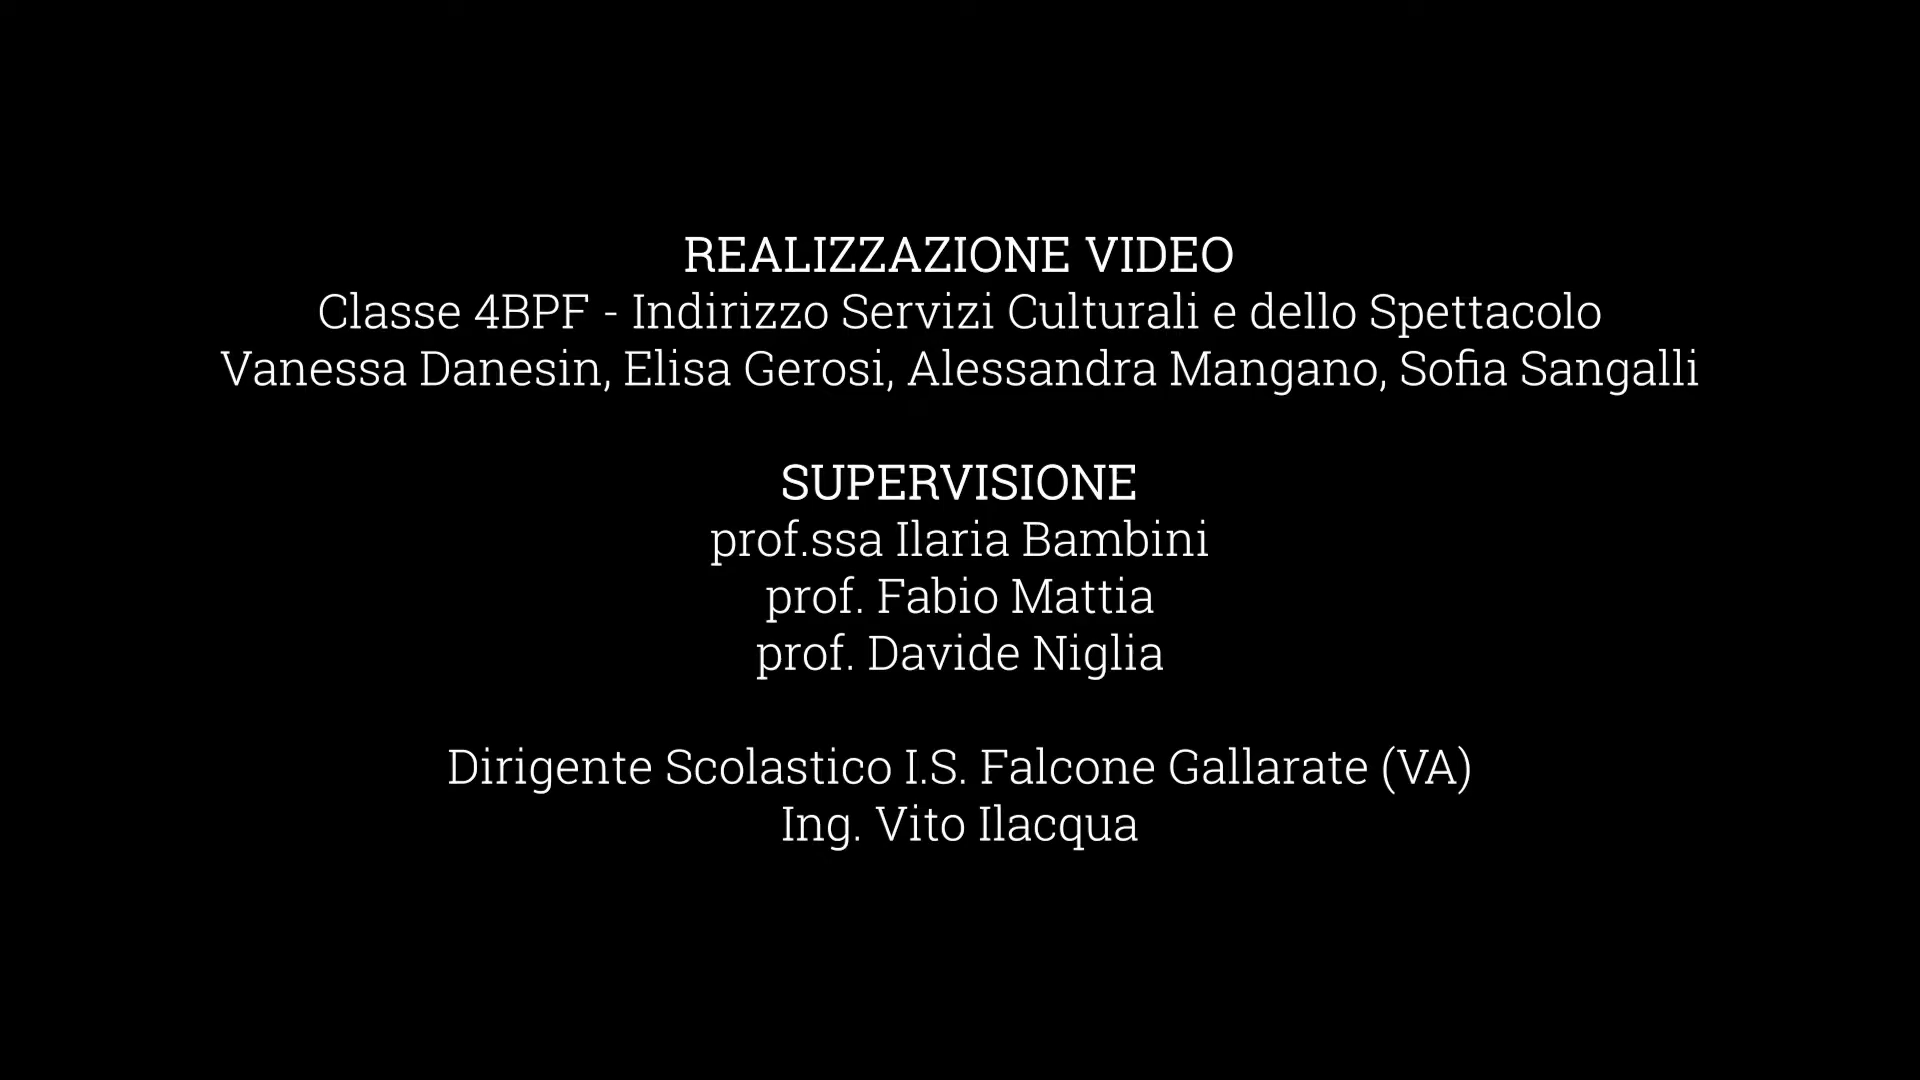 REALIZZAZIONE VIDEO
Classe 4BPF - Indirizzo Servizi Culturali e dello Spettacolo
Vanessa Danesin, Elisa Gerosi, Alessandra Mangano, Sofia Sangalli
SUPERVISIONE
prof.ssa Ilaria Bambini
prof. Fabio Mattia
prof. Davide Niglia
Dirigente Scolastico I.S. Falcone Gallarate (VA)
Ing. Vito Ilacqua